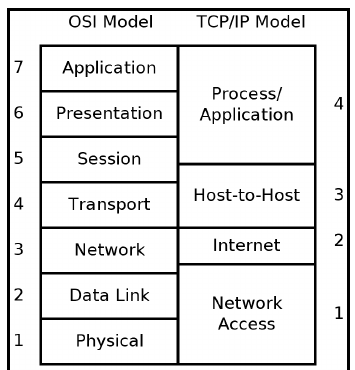 OSI Model TCP/IP Model
7 Application
Process/
Application
4
6 Presentation
5 Session
4 Transport
Host-to-Host 3
3 Network
Internet 2
2 Data Link
Network
Access
1
1 Physical